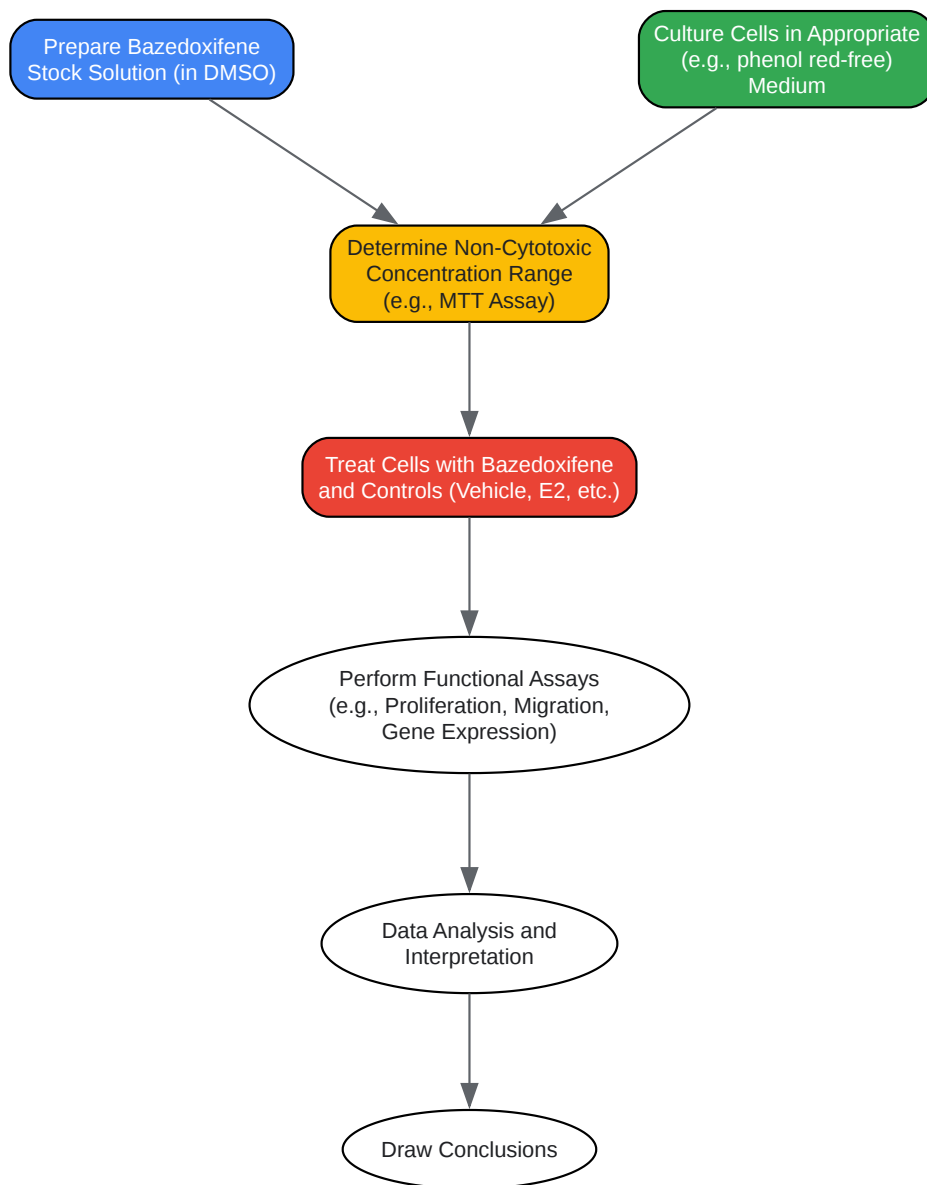 Prepare Bazedoxifene
Stock Solution (in DMSO)
Culture Cells in Appropriate
(e.g., phenol red-free)
Medium
Determine Non-Cytotoxic
Concentration Range
(e.g., MTT Assay)
Treat Cells with Bazedoxifene
and Controls (Vehicle, E2, etc.)
Perform Functional Assays
(e.g., Proliferation, Migration,
Gene Expression)
Data Analysis and
Interpretation
Draw Conclusions